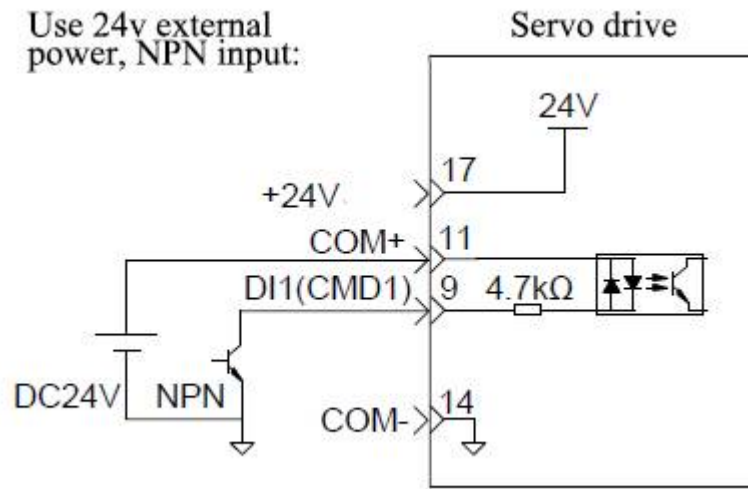 Use 24v external
power, NPN input:
Servo drive
24V
17
+24V
COM+
11
DI1(CMD1)
9
4.7kΩ
DC24V
NPN
COM-
14